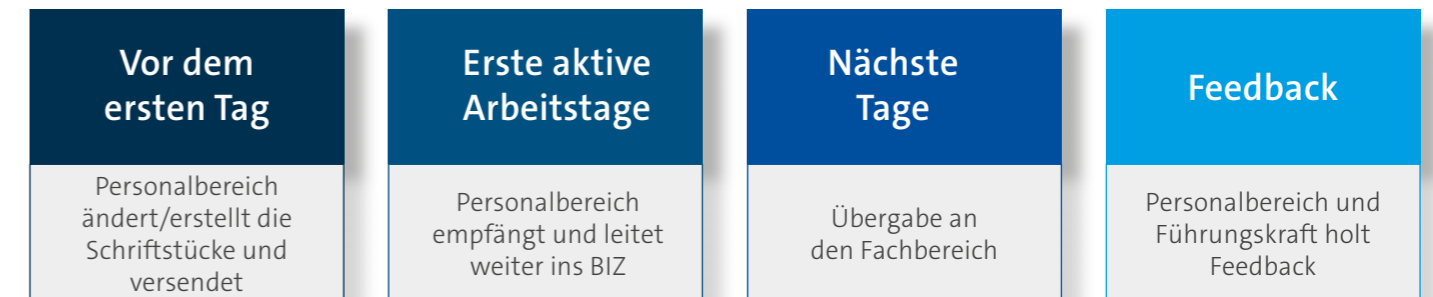 Vor dem
ersten Tag
Personalbereich
ändert/erstellt die
Schriftstücke und
versendet
Erste aktive
Arbeitstage
Personalbereich
empfängt und leitet
weiter ins BIZ
Nächste
Tage
Übergabe an
den Fachbereich
Feedback
Personalbereich und
Führungskraft holt
Feedback